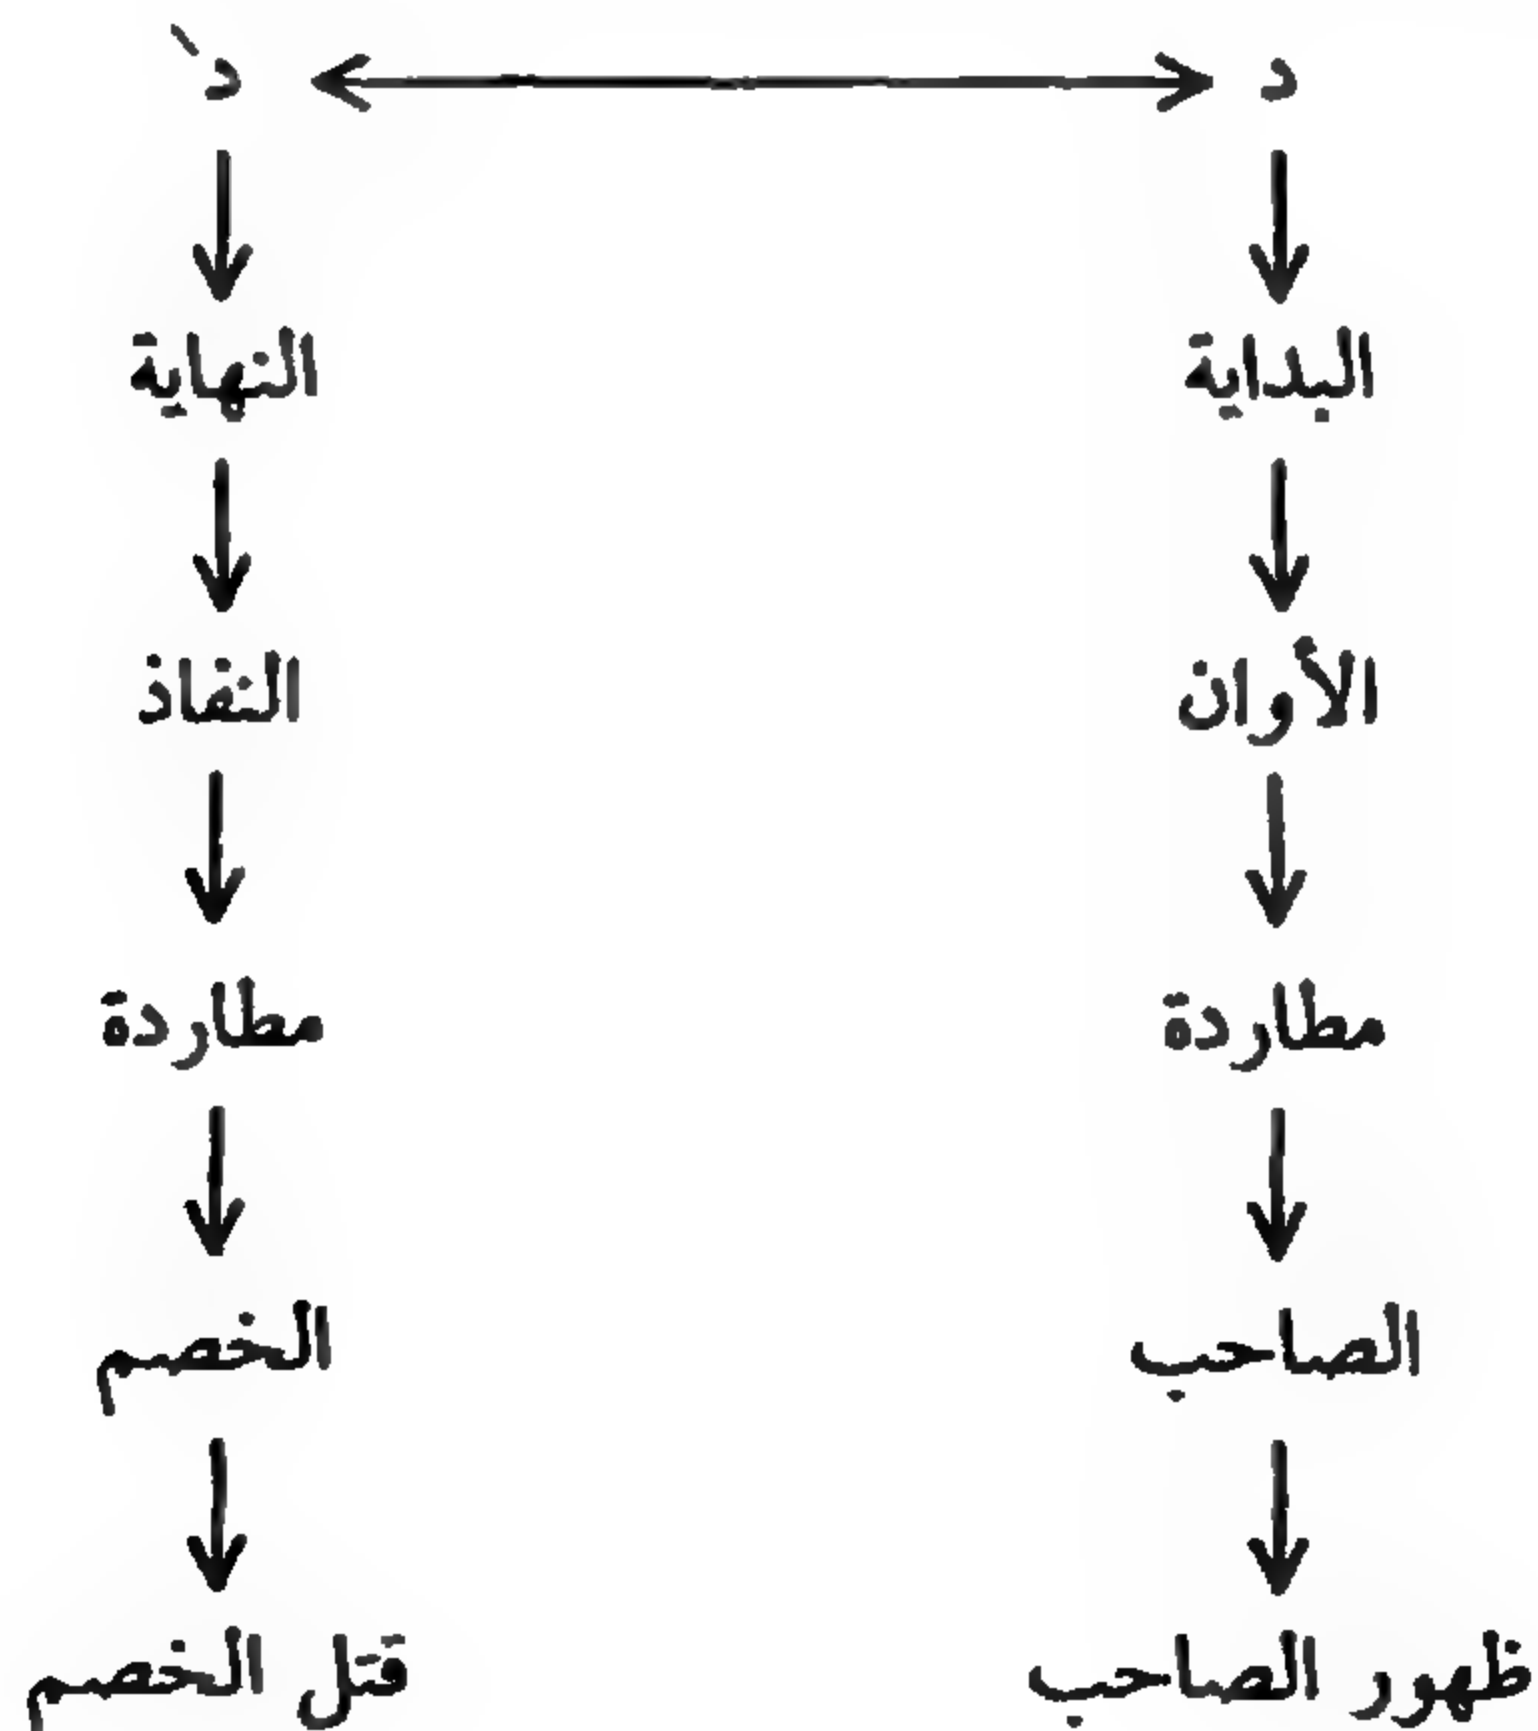 د د`
البداية النهاية
الأوان النفاذ
مطاردة مطاردة
الصاحب الخصم
ظهور الصاحب قتل الخصم